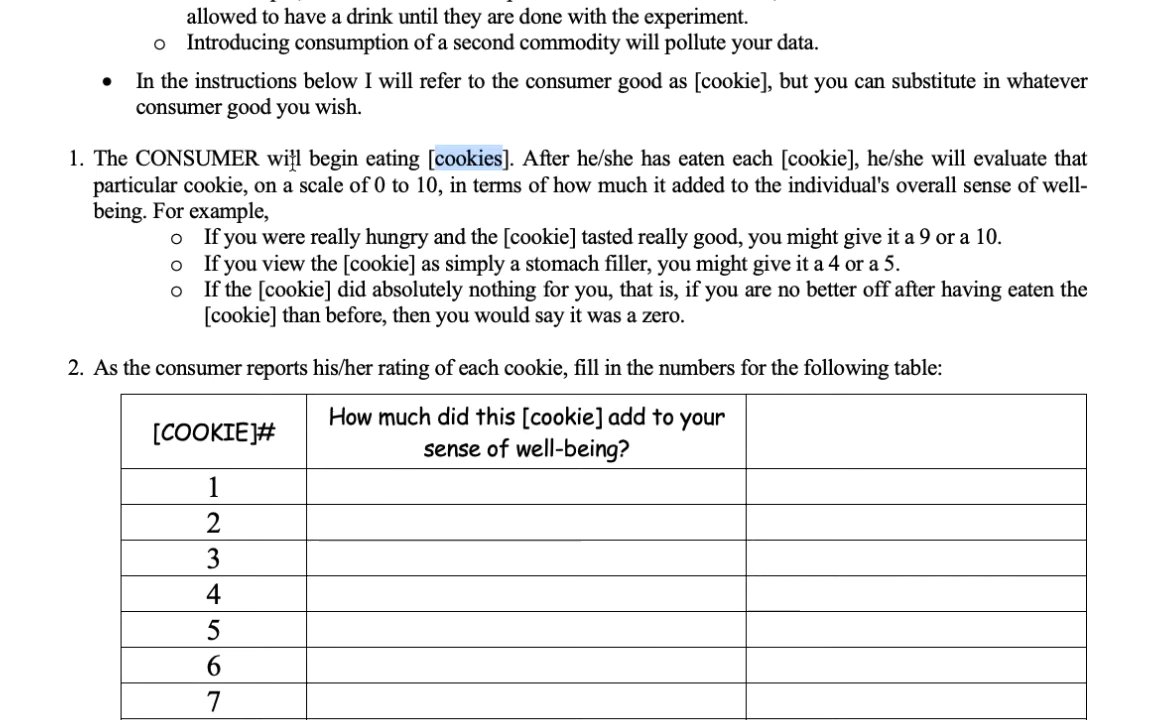 allowed to have a drink until they are done with the experiment.
o Introducing consumption of a second commodity will pollute your data.
• In the instructions below I will refer to the consumer good as [cookie], but you can substitute in whatever
consumer good you wish.
1. The CONSUMER will begin eating [cookies]. After he/she has eaten each [cookie], he/she will evaluate that
particular cookie, on a scale of 0 to 10, in terms of how much it added to the individual's overall sense of well-
being. For example,
o If you were really hungry and the [cookie] tasted really good, you might give it a 9 or a 10.
o If you view the [cookie] as simply a stomach filler, you might give it a 4 or a 5.
o If the [cookie] did absolutely nothing for you, that is, if you are no better off after having eaten the
[cookie] than before, then you would say it was a zero.
2. As the consumer reports his/her rating of each cookie, fill in the numbers for the following table:
[COOKIE]#
How much did this [cookie] add to your
sense of well-being?
1
2
3
4
5
6
7